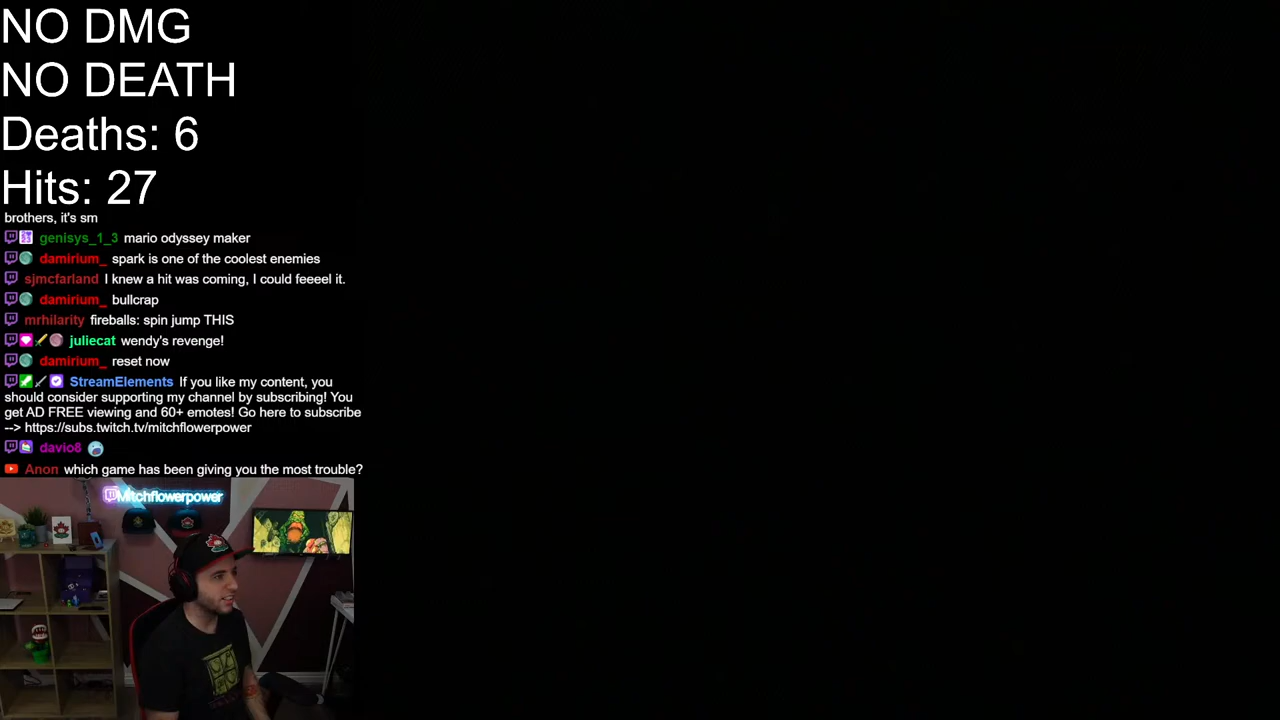 NO DMG
NO DEATH
Deaths: 6
Hits: 27
brothers, it's sm
genisys_1_3 mario odyssey maker
damirium_ spark is one of the coolest enemies
sjmcfarland I knew a hit was coming, I could feeeel it.
damirium_ bullcrap
mrhilarity fireballs: spin jump THIS
juliecat wendy's revenge!
damirium_ reset now
StreamElements If you like my content, you
should consider supporting my channel by subscribing! You
get AD FREE viewing and 60+ emotes! Go here to subscribe
--> https://subs.twitch.tv/mitchflowerpower
davio8
Anon which game has been giving you the most trouble?
Mitchflowerpower